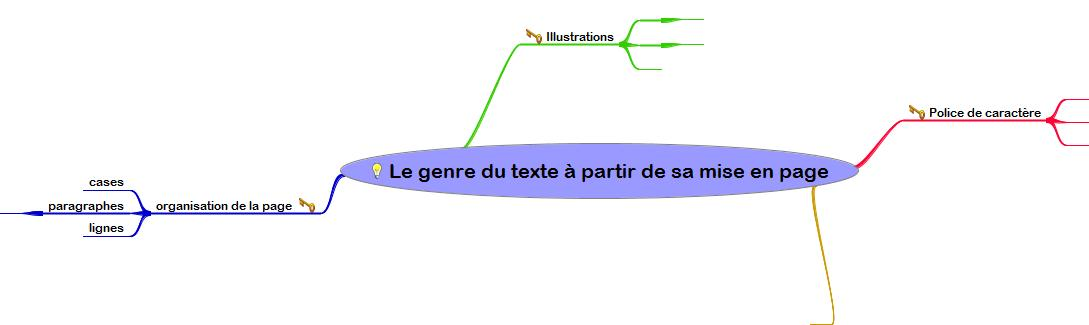 Illustrations
Police de caractère
Le genre du texte à partir de sa mise en page
cases
paragraphes
organisation de la page
lignes